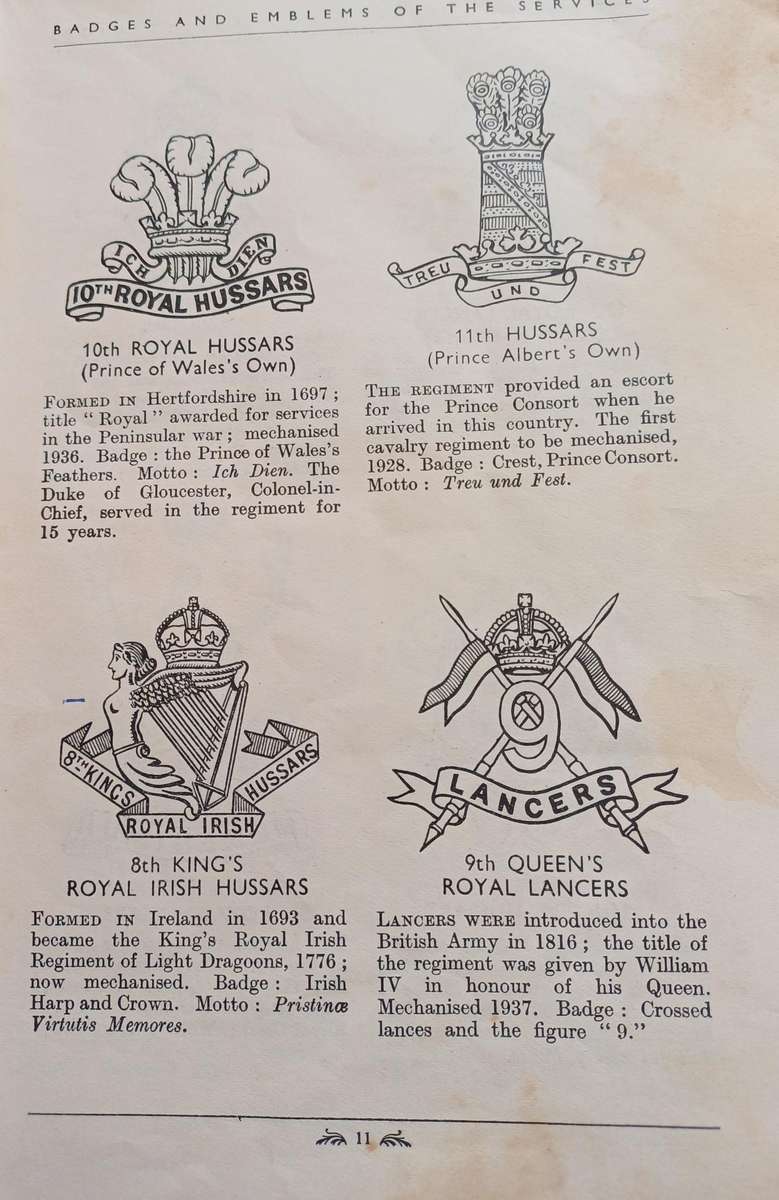 BADGES AND EMBLEMS OF THE SERVICES
ICH DIEN
10TH ROYAL HUSSARS
10th ROYAL HUSSARS
(Prince of Wales's Own)
FORMED IN Hertfordshire in 1697 ;
title " Royal " awarded for services
in the Peninsular war ; mechanised
1936. Badge : the Prince of Wales's
Feathers. Motto : Ich Dien. The
Duke of Gloucester, Colonel-in-
Chief, served in the regiment for
15 years.
TREU UND FEST
11th HUSSARS
(Prince Albert's Own)
THE REGIMENT provided an escort
for the Prince Consort when he
arrived in this country. The first
cavalry regiment to be mechanised,
1928. Badge : Crest, Prince Consort.
Motto : Treu und Fest.
8TH KINGS ROYAL IRISH HUSSARS
8th KING'S
ROYAL IRISH HUSSARS
FORMED IN Ireland in 1693 and
became the King's Royal Irish
Regiment of Light Dragoons, 1776 ;
now mechanised. Badge : Irish
Harp and Crown. Motto : Pristinæ
Virtutis Memores.
9
LANCERS
9th QUEEN'S
ROYAL LANCERS
LANCERS WERE introduced into the
British Army in 1816 ; the title of
the regiment was given by William
IV in honour of his Queen.
Mechanised 1937. Badge : Crossed
lances and the figure " 9."
11